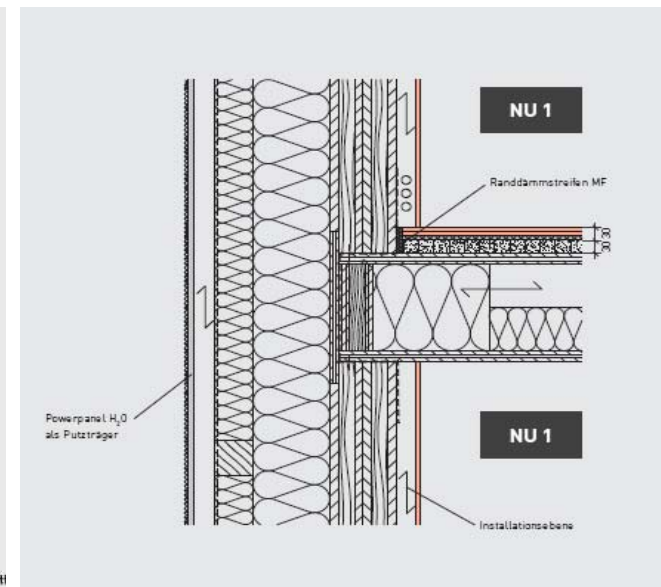 NU 1
Randdämmstreifen MF
30
30
Powerpanel H₂O
als Putzträger
NU 1
Installationsebene